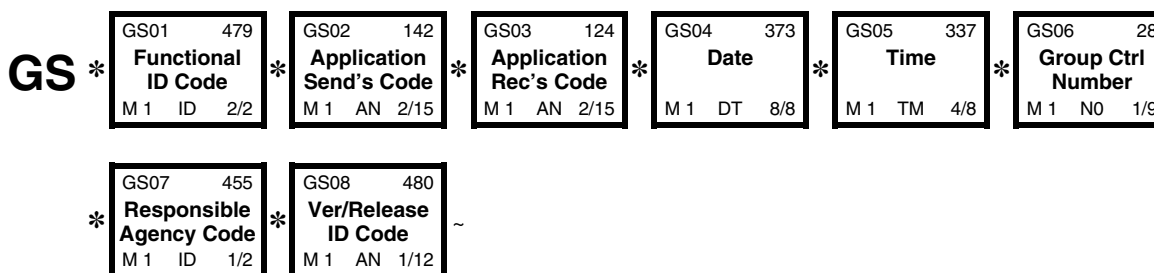 GS * GS01 479 * GS02 142 * GS03 124 * GS04 373 * GS05 337 * GS06 28
Functional Application Application Date Time Group Ctrl
ID Code Send's Code Rec's Code Number
M 1 ID 2/2 M 1 AN 2/15 M 1 AN 2/15 M 1 DT 8/8 M 1 TM 4/8 M 1 N0 1/9
* GS07 455 * GS08 480 ~
Responsible Ver/Release
Agency Code ID Code
M 1 ID 1/2 M 1 AN 1/12